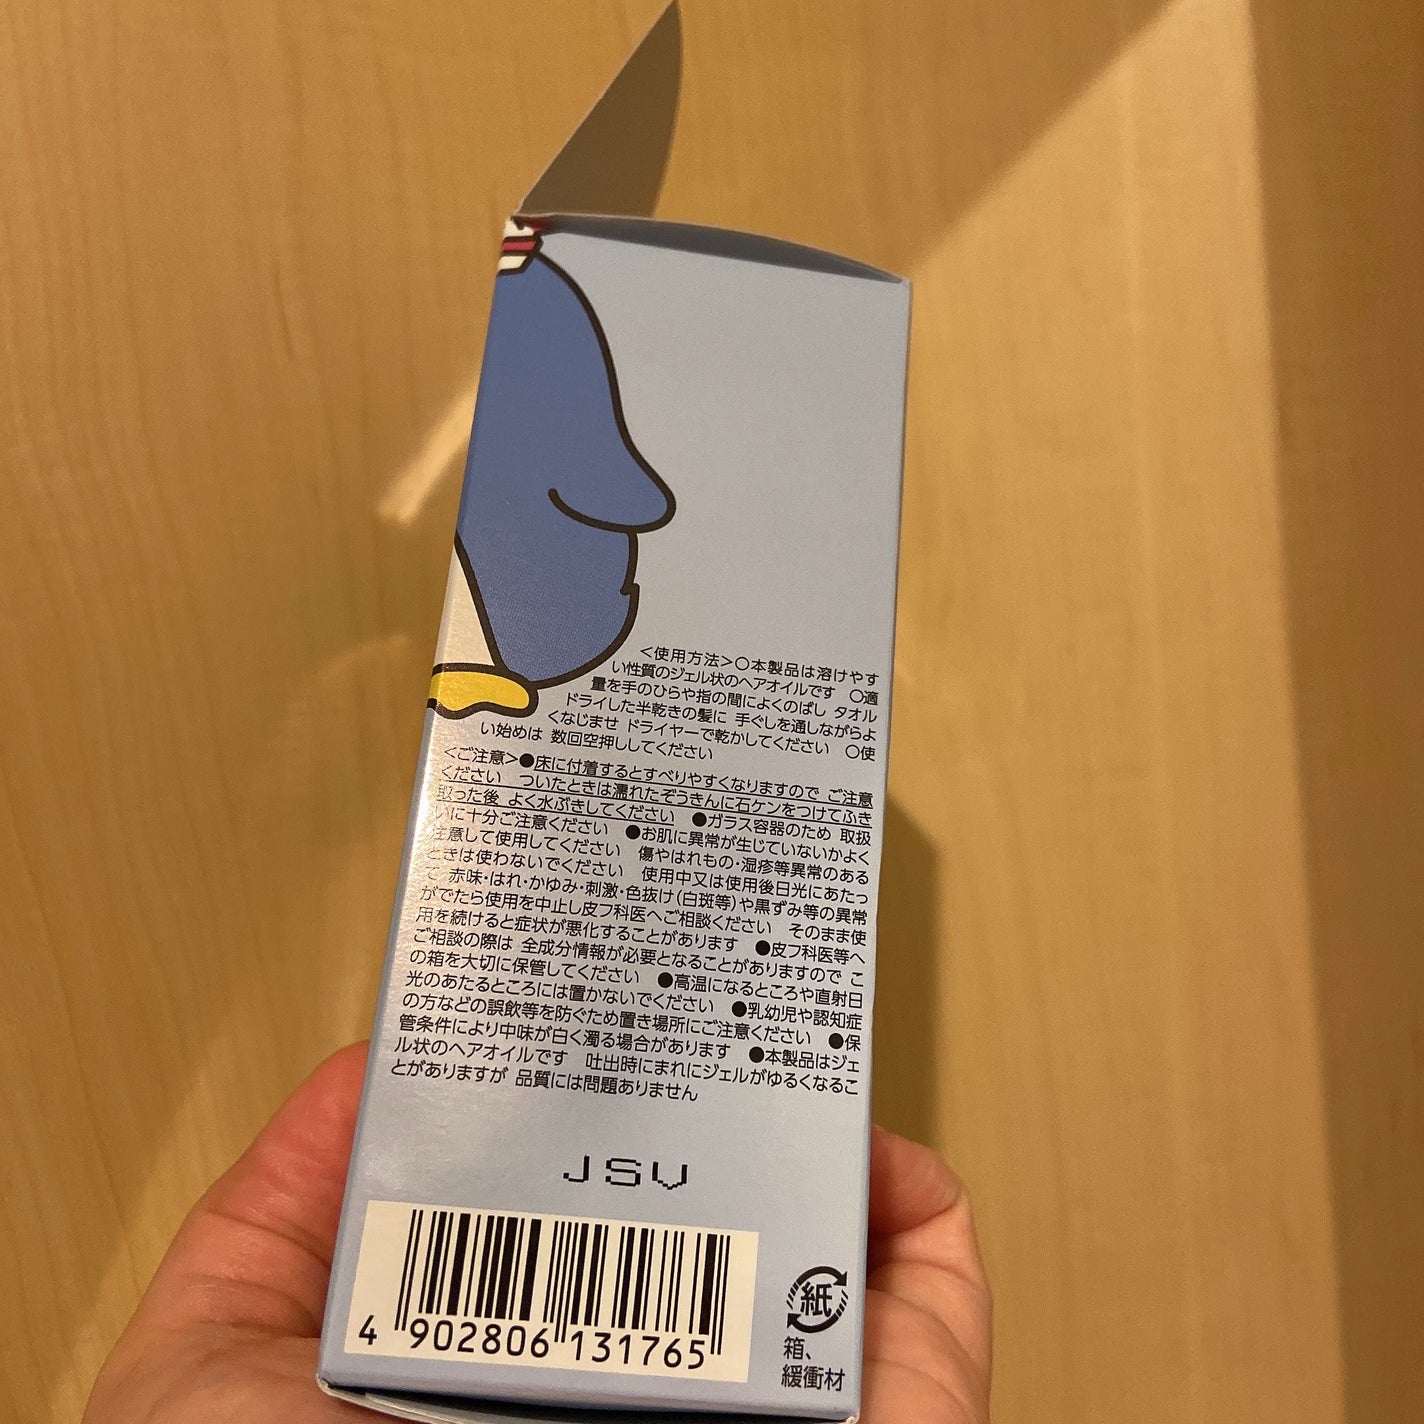 <使用方法>○本製品は溶けやす
い性質のジェル状のヘアオイルです　○適
量を手のひらや指の間によくのばし タオル
ドライした半乾きの髪に 手ぐしを通しながらよ
くなじませ ドライヤーで乾かしてください　○使
い始めは 数回空押ししてください
<ご注意>●床に付着するとすべりやすくなりますので ご注意
ください　ついたときは濡れたぞうきんに石ケンをつけてふき
取った後 よく水ぶきしてください　●ガラス容器のため 取扱
いに十分ご注意ください　●お肌に異常が生じていないかよく
注意して使用してください　傷やはれもの・湿疹等異常のある
ときは使わないでください　使用中又は使用後日光にあたっ
て 赤味・はれ・かゆみ・刺激・色抜け(白斑等)や黒ずみ等の異常
がでたら使用を中止し皮フ科医へご相談ください　そのまま使
用を続けると症状が悪化することがあります　●皮フ科医等へ
ご相談の際は 全成分情報が必要となることがありますので こ
の箱を大切に保管してください　●高温になるところや直射日
光のあたるところには置かないでください　●乳幼児や認知症
の方などの誤飲等を防ぐため置き場所にご注意ください　●保
管条件により中味が白く濁る場合があります　●本製品はジェ
ル状のヘアオイルです　吐出時にまれにジェルがゆるくなるこ
とがありますが 品質には問題ありません
JSV
4 902806 131765
紙
箱、
緩衝材